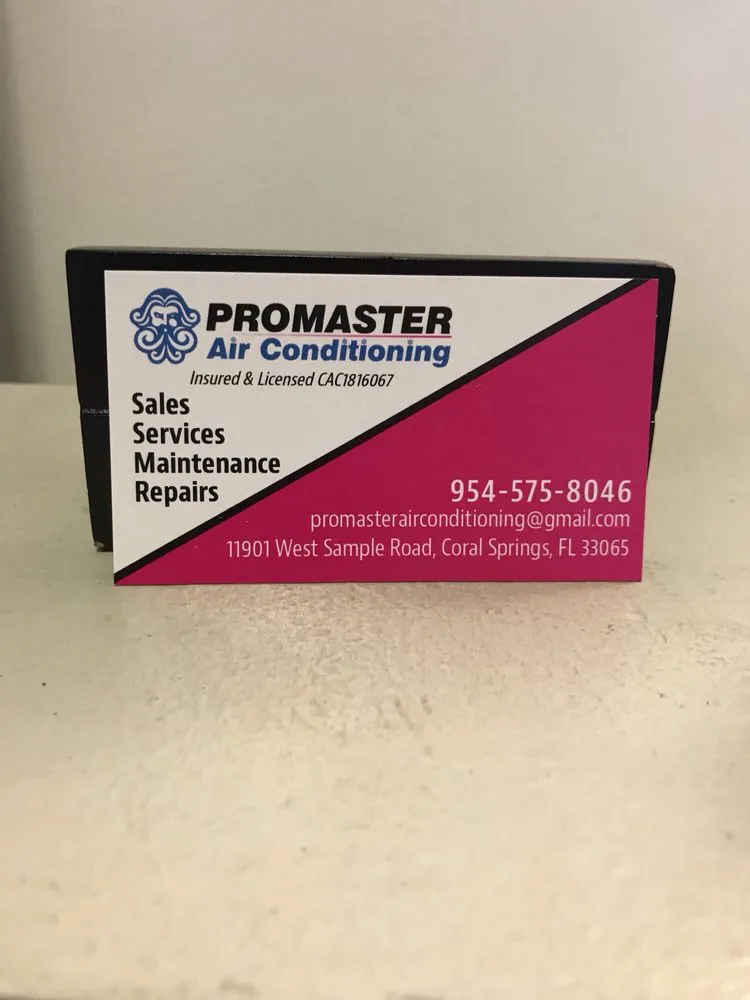 PROMASTER
Air Conditioning
Insured & Licensed CAC1816067
Sales
Services
Maintenance
Repairs
954-575-8046
promasterairconditioning@gmail.com
11901 West Sample Road, Coral Springs, FL 33065